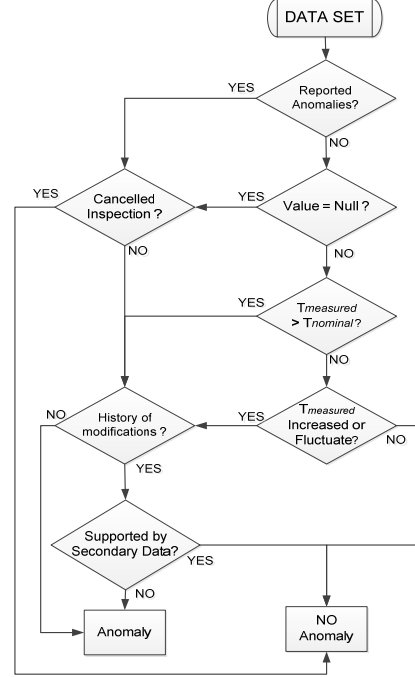 DATA SET
Reported
Anomalies?
YES
NO
Value = Null ?
YES
NO
Cancelled
Inspection ?
YES
NO
Tmeasured
> Tnominal?
YES
NO
Tmeasured
Increased or
Fluctuate?
YES
NO
History of
modifications ?
NO
YES
Supported by
Secondary Data?
YES
NO
Anomaly
NO
Anomaly